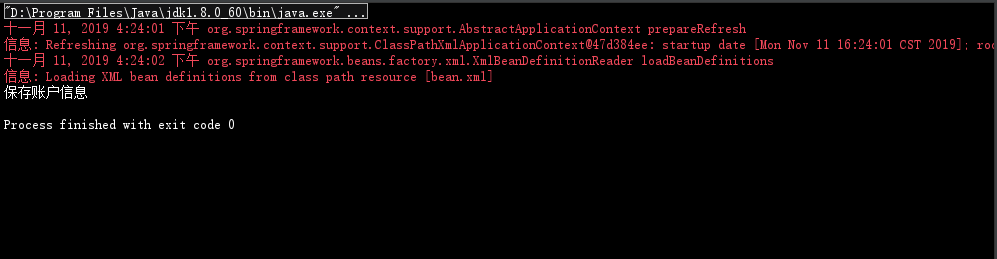 "D:\Program Files\Java\jdk1.8.0_60\bin\java.exe" ...
十一月 11, 2019 4:24:01 下午 org.springframework.context.support.AbstractApplicationContext prepareRefresh
信息: Refreshing org.springframework.context.support.ClassPathXmlApplicationContext@47d384ee: startup date [Mon Nov 11 16:24:01 CST 2019]; roo
十一月 11, 2019 4:24:02 下午 org.springframework.beans.factory.xml.XmlBeanDefinitionReader loadBeanDefinitions
信息: Loading XML bean definitions from class path resource [bean.xml]
保存账户信息
Process finished with exit code 0